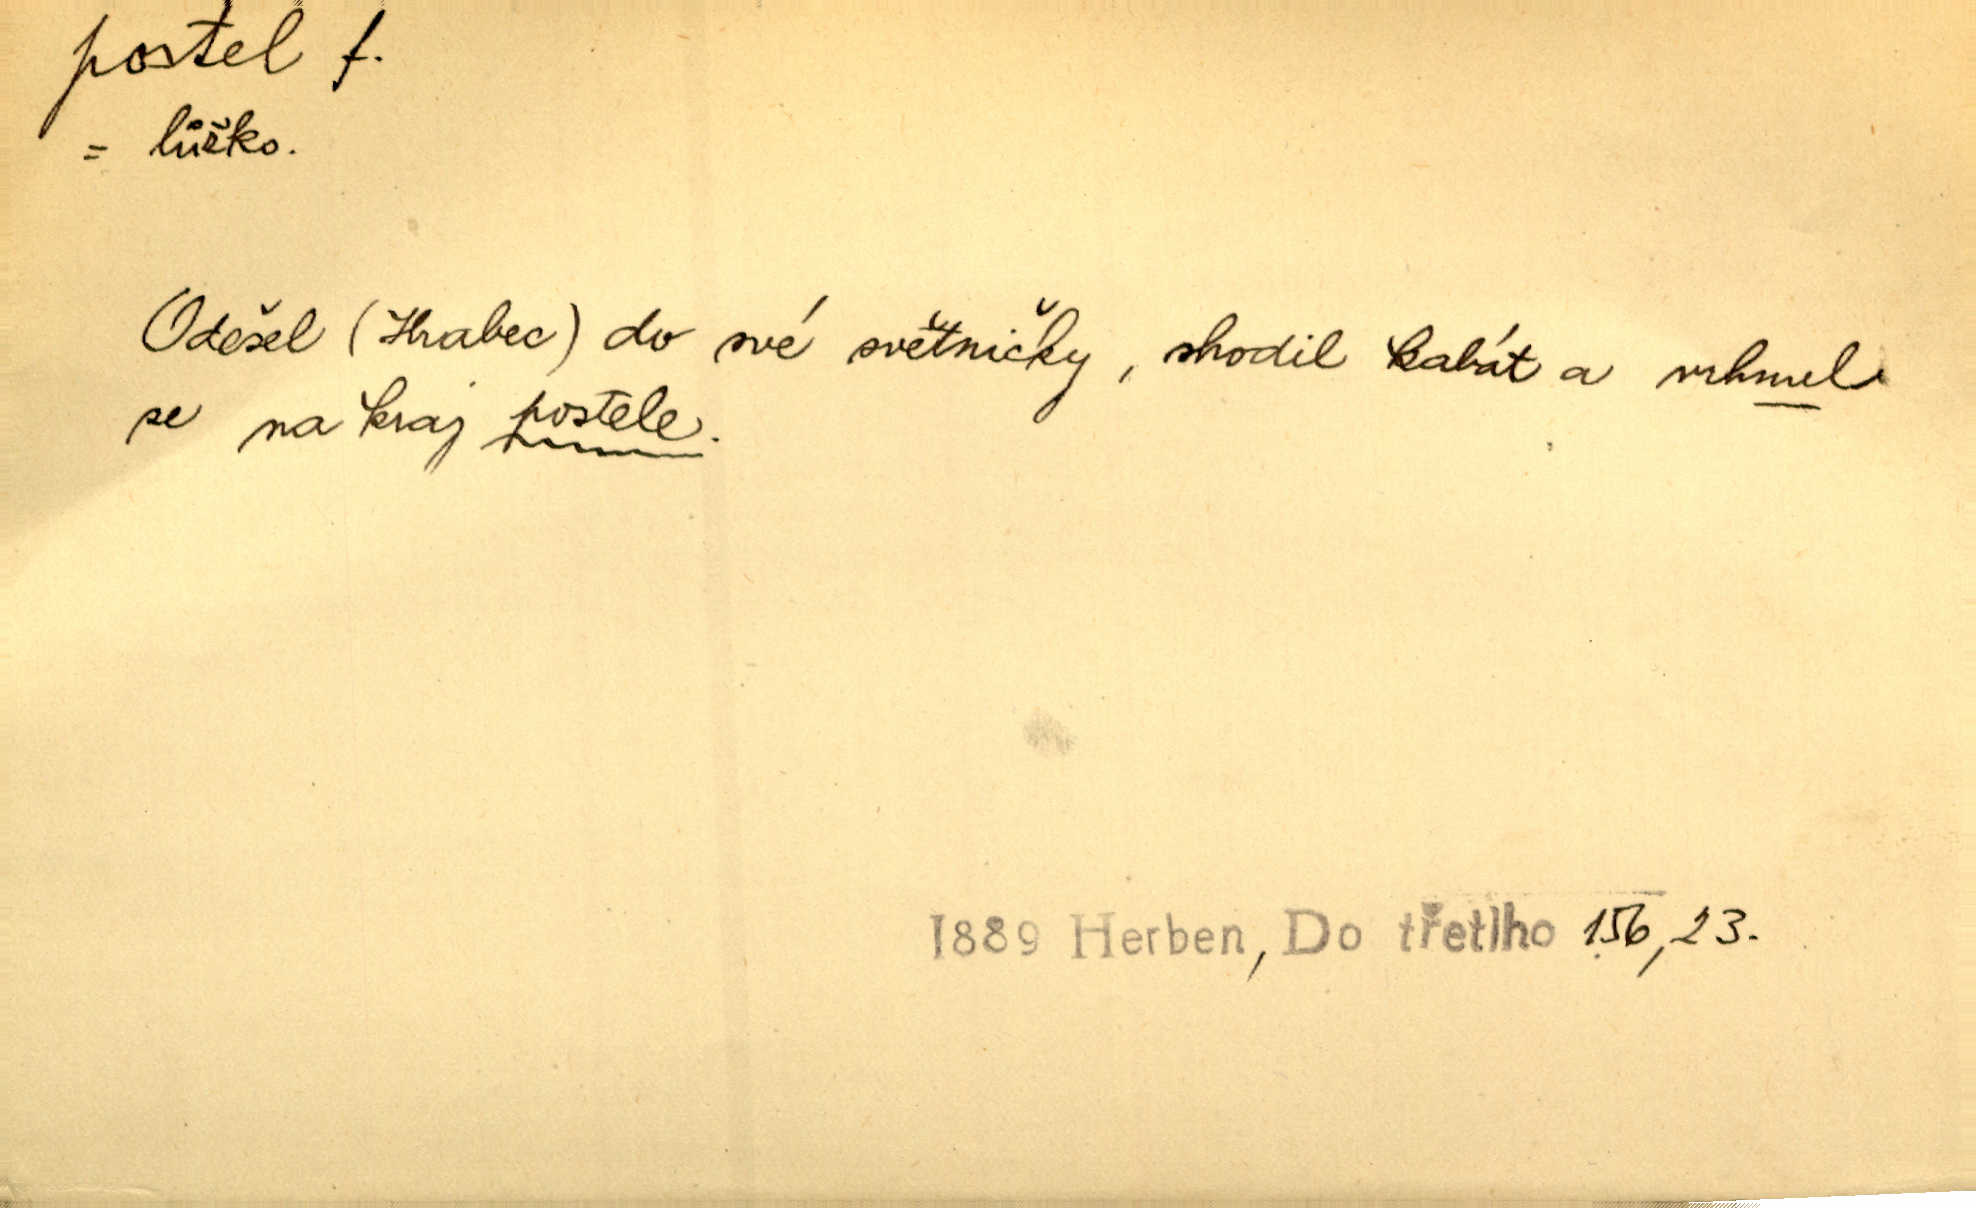 postel f.
= lůžko.
Odešel (Hrabec) do své světničky, shodil kabát a vrhnul
se na kraj postele.
1889 Herben, Do třetího 156, 23.